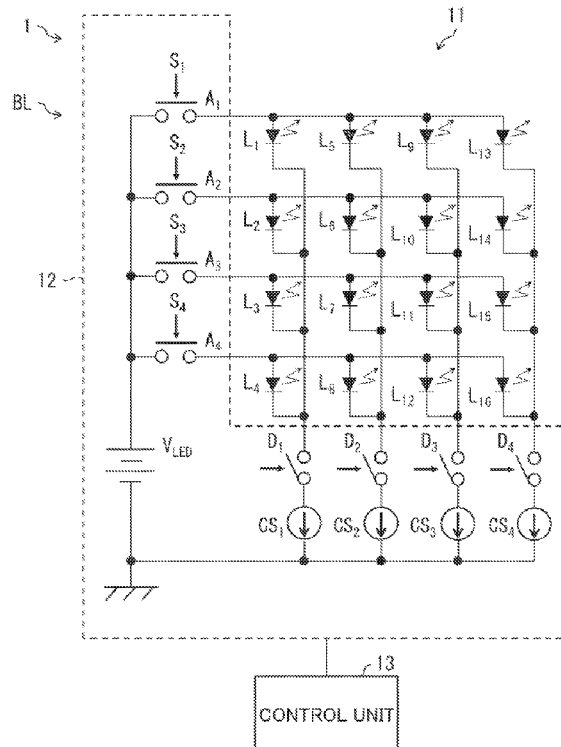 1
11
BL
S1
A1
L1 L5 L9 L13
S2
A2
L2 L6 L10 L14
S3
A3
12
L3 L7 L11 L15
S4
A4
L4 L8 L12 L16
VLED
D1 D2 D3 D4
CS1 CS2 CS3 CS4
13
CONTROL UNIT